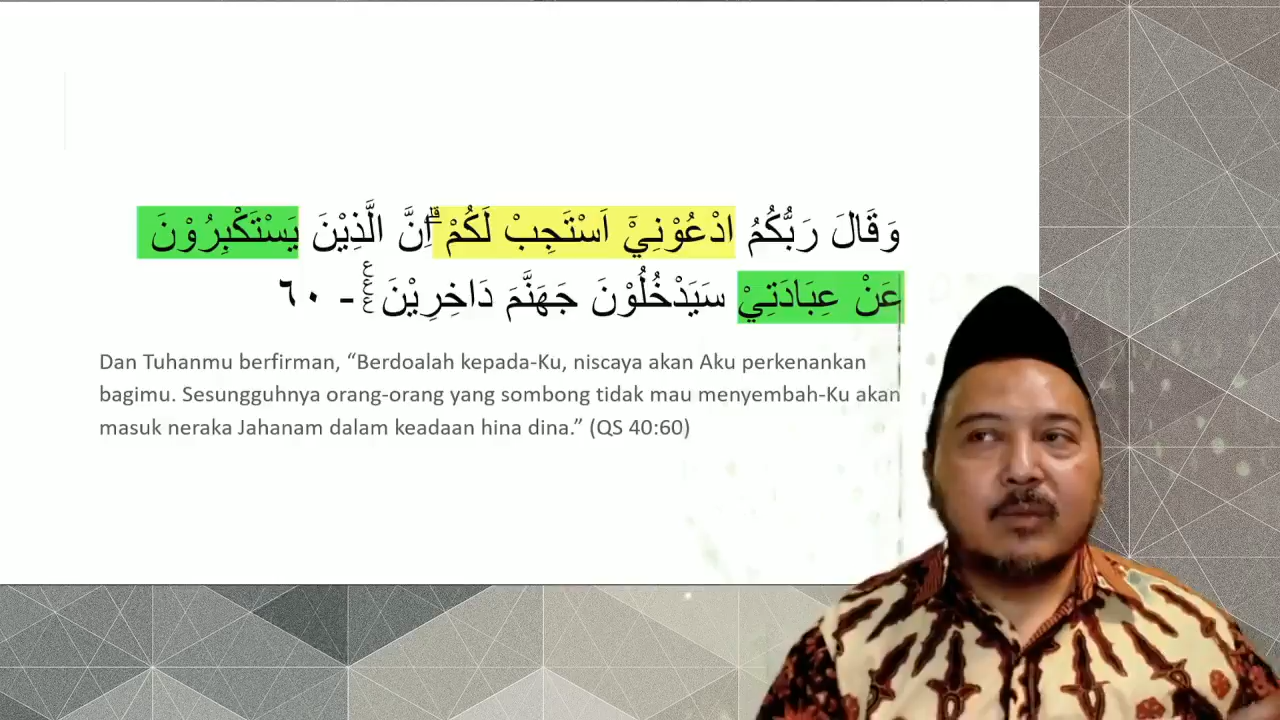 وَقَالَ رَبُّكُمُ ادْعُوْنِيْٓ اَسْتَجِبْ لَكُمْ ۗاِنَّ الَّذِيْنَ يَسْتَكْبِرُوْنَ
عَنْ عِبَادَتِيْ سَيَدْخُلُوْنَ جَهَنَّمَ دَاخِرِيْنَ ࣖࣖ - ٦٠
Dan Tuhanmu berfirman, “Berdoalah kepada-Ku, niscaya akan Aku perkenankan
bagimu. Sesungguhnya orang-orang yang sombong tidak mau menyembah-Ku akan
masuk neraka Jahanam dalam keadaan hina dina.” (QS 40:60)